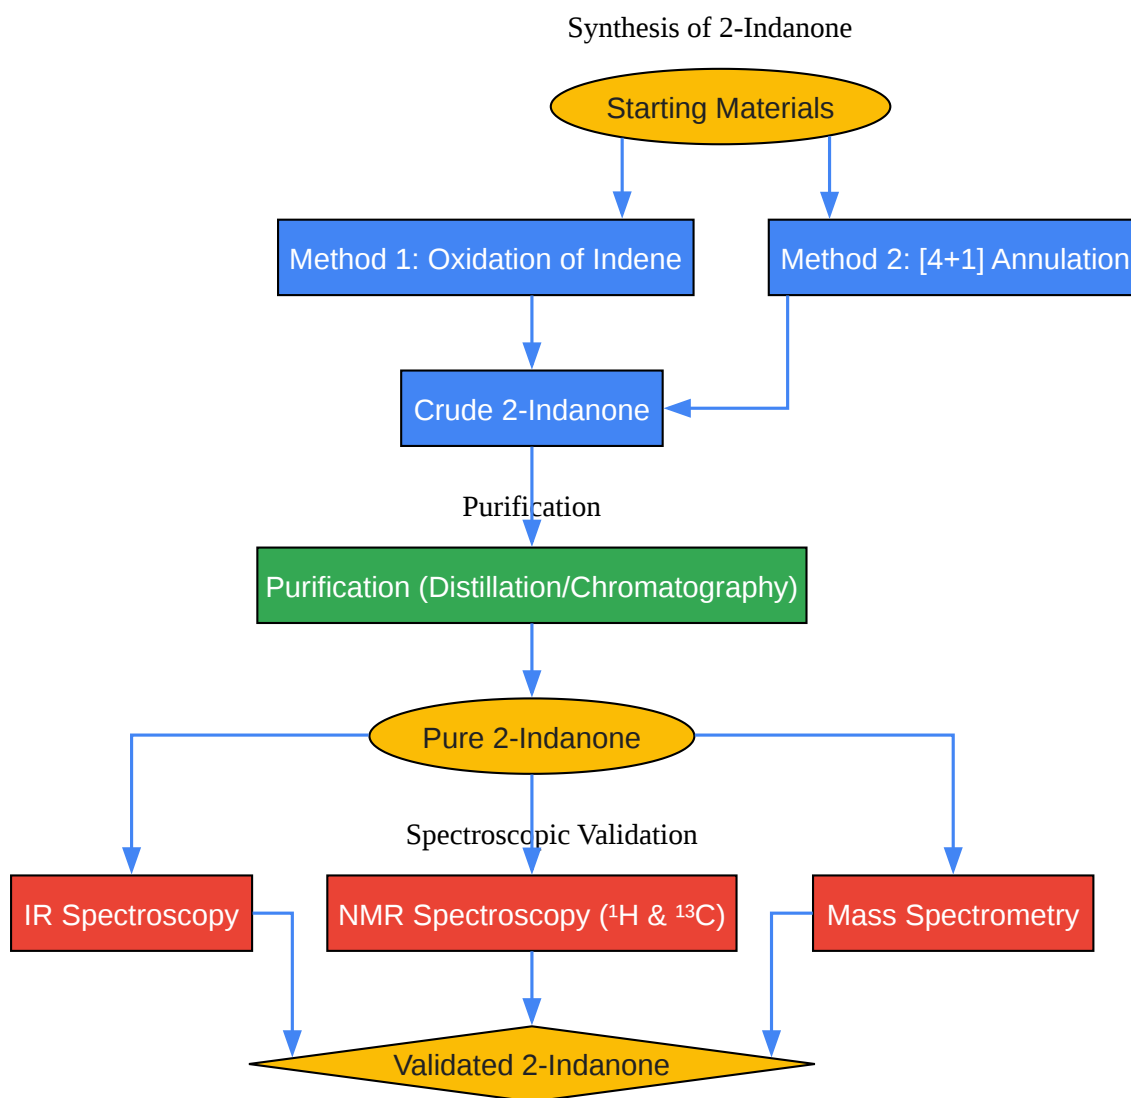 Synthesis of 2-Indanone
Starting Materials
Method 1: Oxidation of Indene
Method 2: [4+1] Annulation
Crude 2-Indanone
Purification
Purification (Distillation/Chromatography)
Pure 2-Indanone
Spectroscopic Validation
IR Spectroscopy
NMR Spectroscopy (¹H & ¹³C)
Mass Spectrometry
Validated 2-Indanone